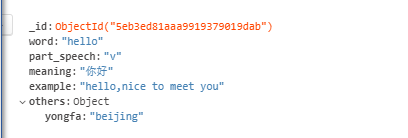 _id: ObjectId("5eb3ed81aaa9919379019dab")
word: "hello"
part_speech: "v"
meaning: "你好"
example: "hello,nice to meet you"
others: Object
yongfa: "beijing"